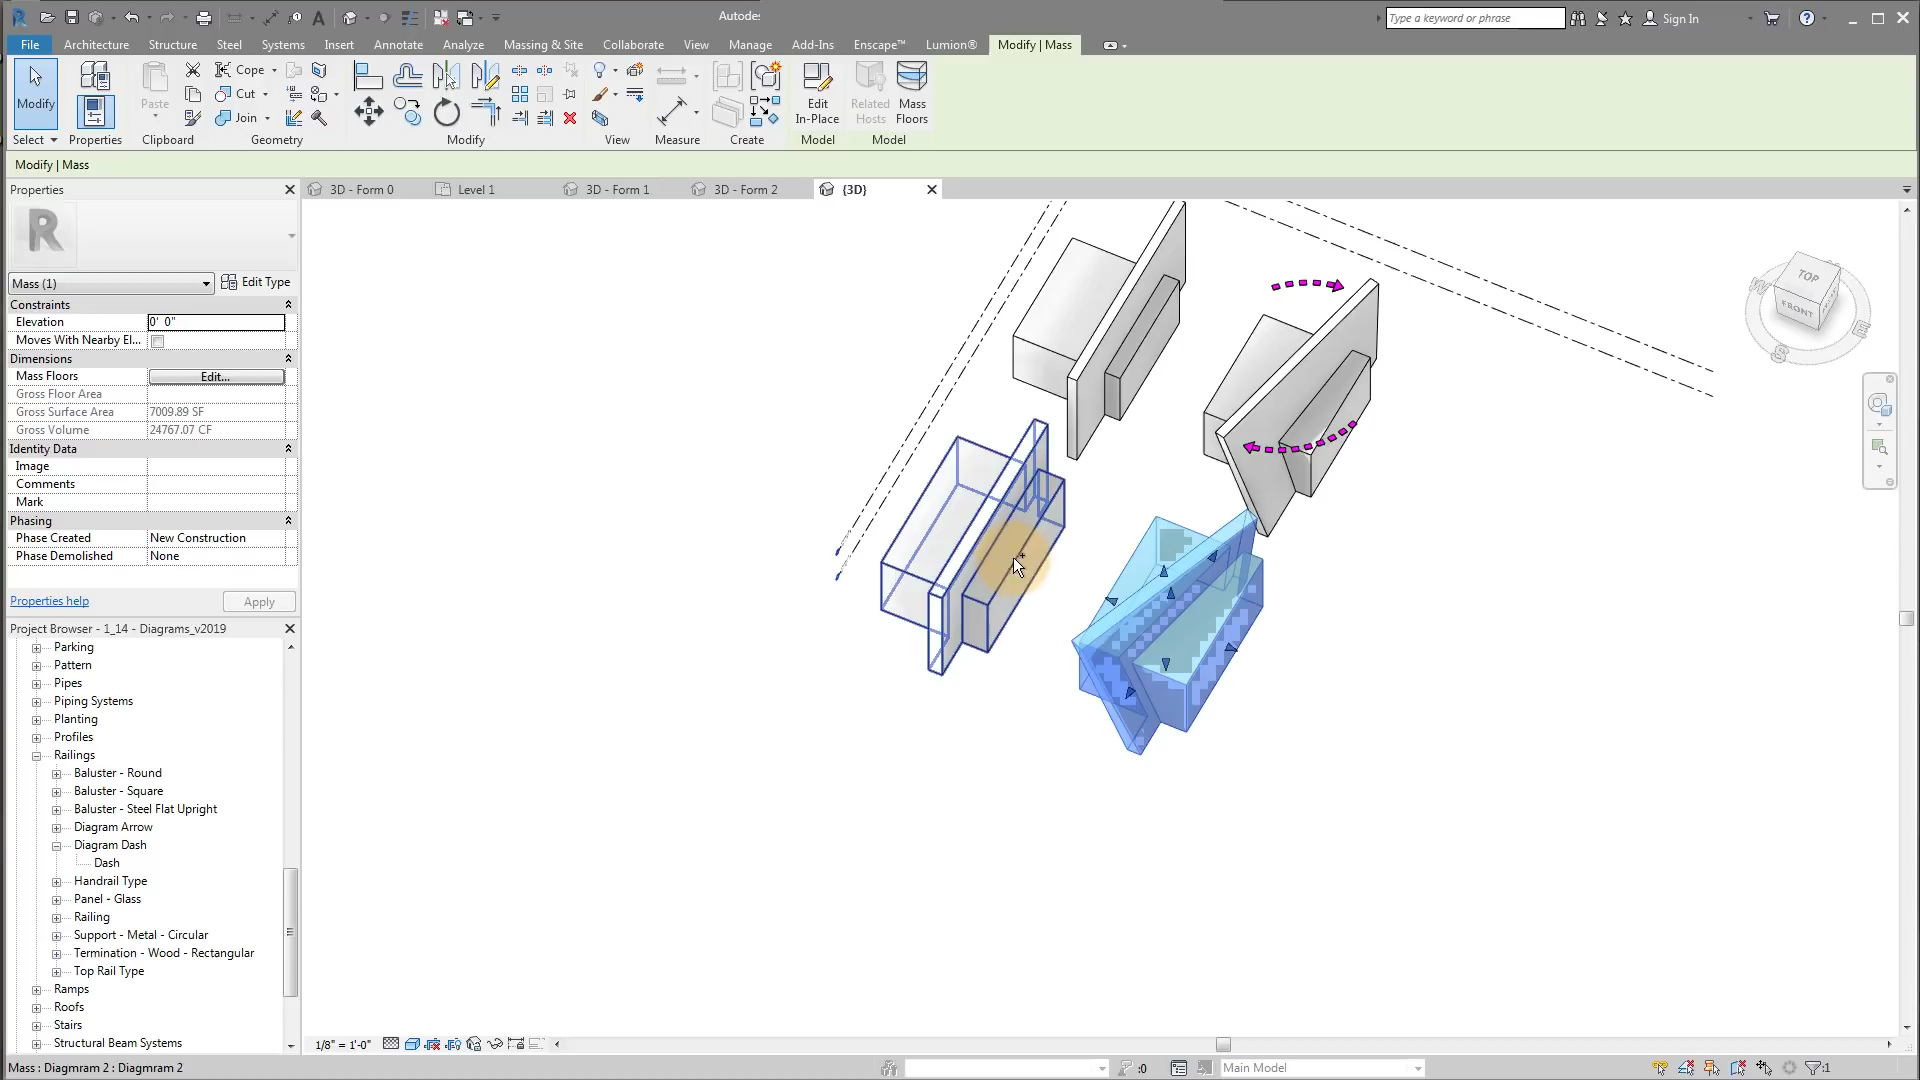 Autodes
Type a keyword or phrase
Sign In
File
Architecture
Structure
Steel
Systems
Insert
Annotate
Analyze
Massing & Site
Collaborate
View
Manage
Add-Ins
Enscape™
Lumion®
Modify | Mass
Modify
Paste
Cope
Cut
Join
Edit
In-Place
Related
Hosts
Mass
Floors
Select
Properties
Clipboard
Geometry
Modify
View
Measure
Create
Model
Model
Modify | Mass
Properties
3D - Form 0
Level 1
3D - Form 1
3D - Form 2
{3D}
R
Mass (1)
Edit Type
Constraints
Elevation
0'  0"
Moves With Nearby El...
Dimensions
Mass Floors
Edit...
Gross Floor Area
Gross Surface Area
7009.89 SF
Gross Volume
24767.07 CF
Identity Data
Image
Comments
Mark
Phasing
Phase Created
New Construction
Phase Demolished
None
Properties help
Apply
Project Browser - 1_14 - Diagrams_v2019
Parking
Pattern
Pipes
Piping Systems
Planting
Profiles
Railings
Baluster - Round
Baluster - Square
Baluster - Steel Flat Upright
Diagram Arrow
Diagram Dash
Dash
Handrail Type
Panel - Glass
Railing
Support - Metal - Circular
Termination - Wood - Rectangular
Top Rail Type
Ramps
Roofs
Stairs
Structural Beam Systems
TOP
FRONT
W
E
S
1/8" = 1'-0"
Mass : Diagmram 2 : Diagmram 2
:0
Main Model
:1